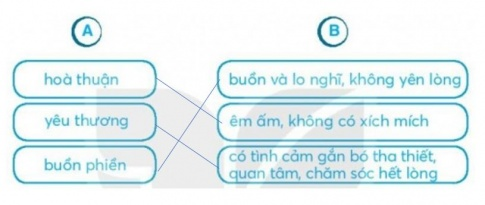 A
B
hoà thuận
buồn và lo nghĩ, không yên lòng
yêu thương
êm ấm, không có xích mích
buồn phiền
có tình cảm gắn bó tha thiết,
quan tâm, chăm sóc hết lòng